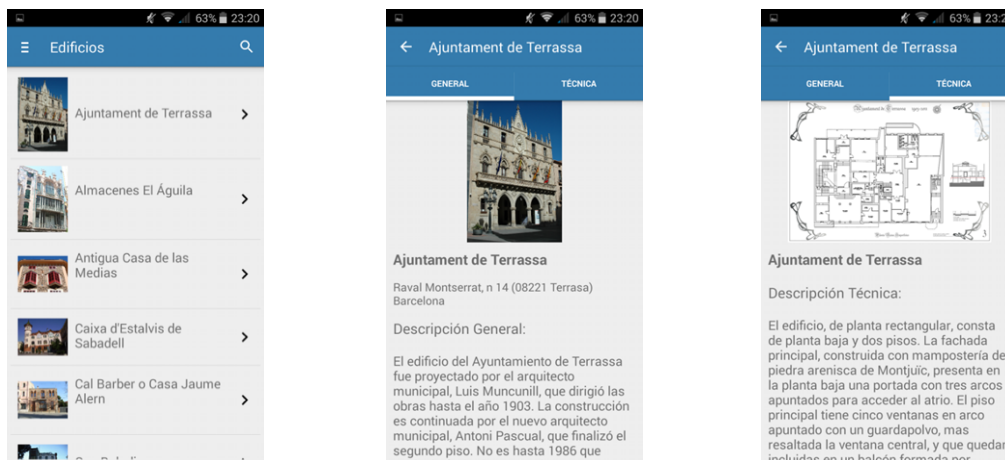 63% 23:20
Edificios
Ajuntament de Terrassa
Almacenes El Águila
Antigua Casa de las
Medias
Caixa d'Estalvis de
Sabadell
Cal Barber o Casa Jaume
Alern
63% 23:20
Ajuntament de Terrassa
GENERAL TÉCNICA
Ajuntament de Terrassa
Raval Montserrat, n 14 (08221 Terrasa)
Barcelona
Descripción General:
El edificio del Ayuntamiento de Terrassa
fue proyectado por el arquitecto
municipal, Luis Muncunill, que dirigió las
obras hasta el año 1903. La construcción
es continuada por el nuevo arquitecto
municipal, Antoni Pascual, que finalizó el
segundo piso. No es hasta 1986 que
63% 23:2
Ajuntament de Terrassa
GENERAL TÉCNICA
Ajuntament de Terrassa
Descripción Técnica:
El edificio, de planta rectangular, consta
de planta baja y dos pisos. La fachada
principal, construida con mampostería de
piedra arenisca de Montjuïc, presenta en
la planta baja una portada con tres arcos
apuntados para acceder al atrio. El piso
principal tiene cinco ventanas en arco
apuntado con un guardapolvo, mas
resaltada la ventana central, y que quedan
incluidas en un balcón formada por